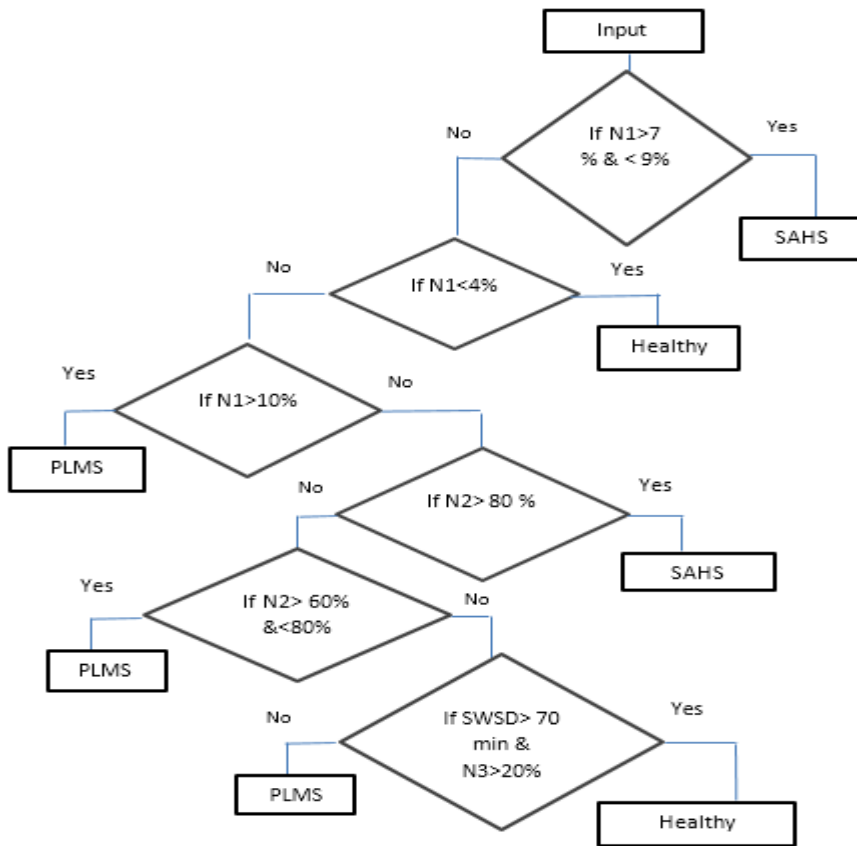 Input
If N1>7
% & < 9%
No
Yes
SAHS
If N1<4%
No
Yes
Healthy
If N1>10%
Yes
No
PLMS
If N2> 80 %
No
Yes
SAHS
If N2> 60%
&<80%
Yes
No
PLMS
If SWSD> 70
min &
N3>20%
No
Yes
PLMS
Healthy